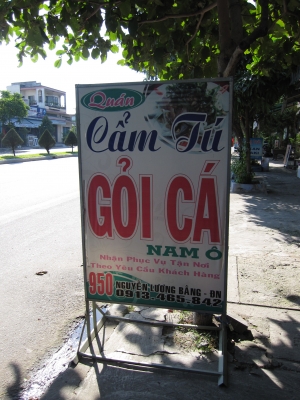 Quán
Cẩm Tú
GỎI CÁ
NAM Ô
Nhận Phục Vụ Tận Nơi
Theo Yêu Cầu Khách Hàng
950 NGUYỄN LƯƠNG BẰNG - ĐN
0913.465.842